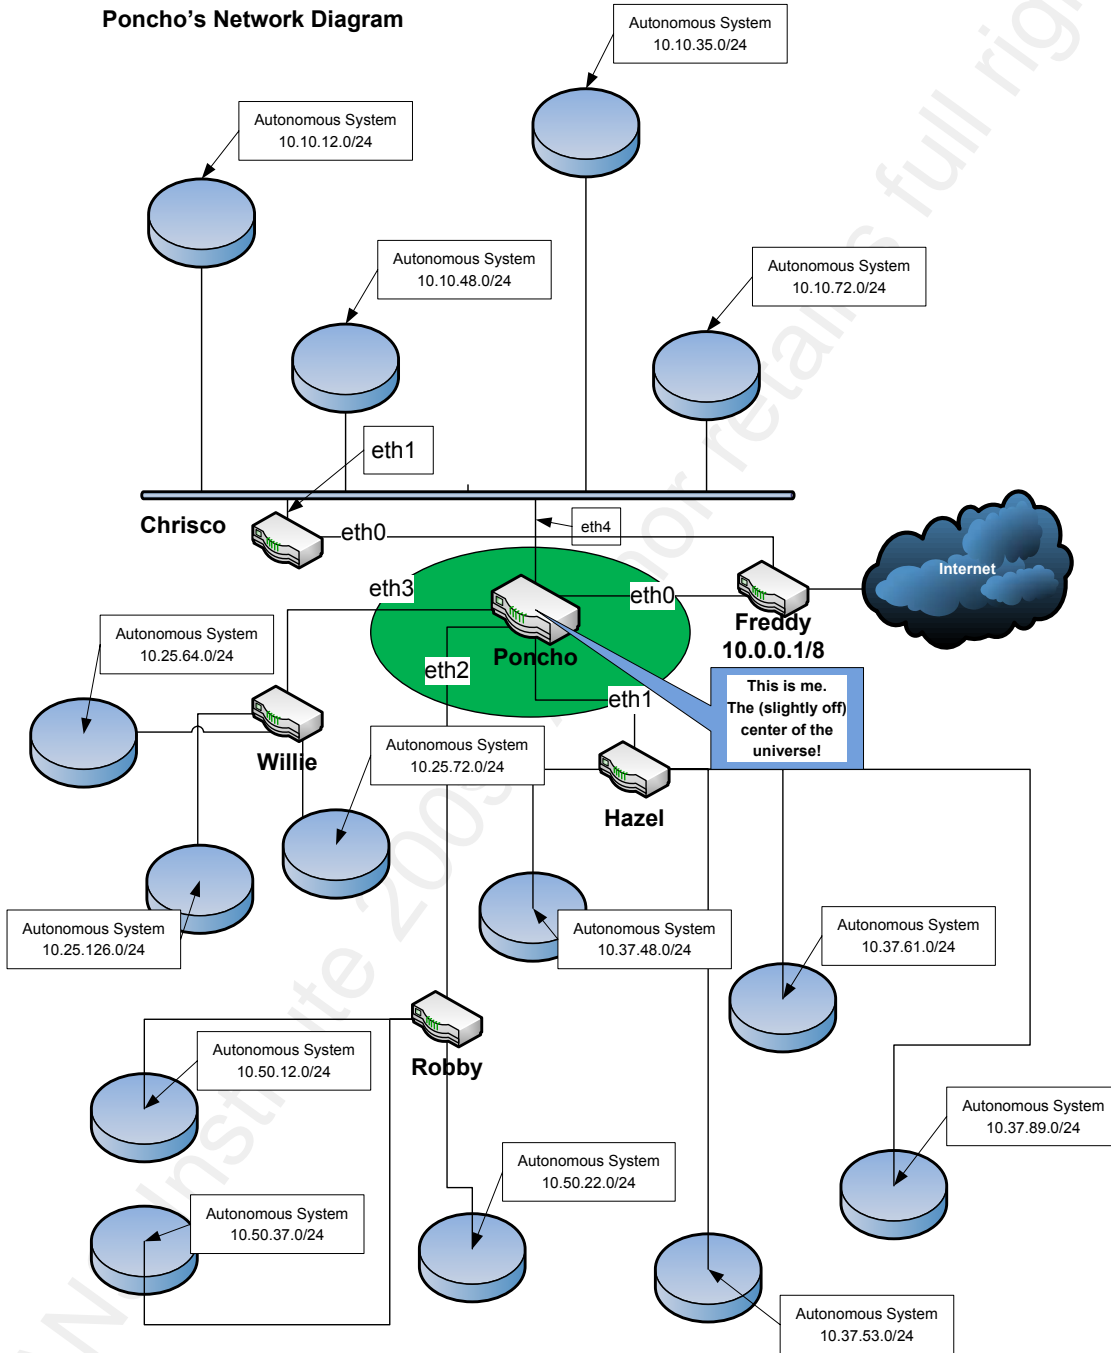 Poncho's Network Diagram
Autonomous System
10.10.35.0/24
Autonomous System
10.10.12.0/24
Autonomous System
10.10.48.0/24
Autonomous System
10.10.72.0/24
eth1
Chrisco
eth0
eth4
Internet
eth3
eth0
Freddy
10.0.0.1/8
Poncho
eth2
eth1
This is me.
The (slightly off)
center of the
universe!
Autonomous System
10.25.64.0/24
Willie
Autonomous System
10.25.72.0/24
Hazel
Autonomous System
10.25.126.0/24
Autonomous System
10.37.48.0/24
Autonomous System
10.37.61.0/24
Robby
Autonomous System
10.50.12.0/24
Autonomous System
10.37.89.0/24
Autonomous System
10.50.22.0/24
Autonomous System
10.50.37.0/24
Autonomous System
10.37.53.0/24